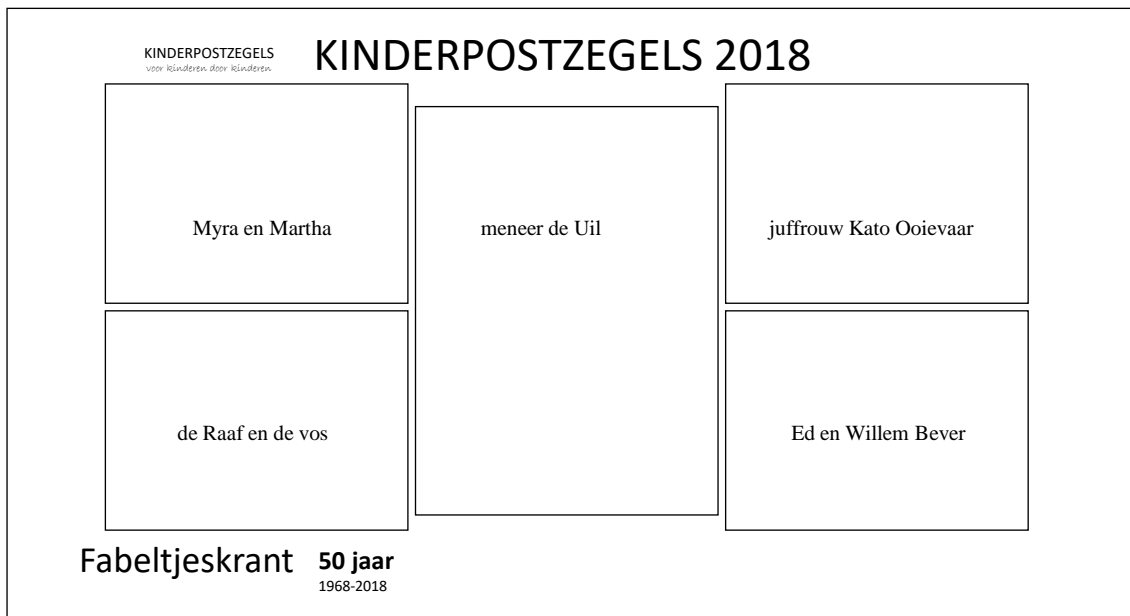 KINDERPOSTZEGELS
voor kinderen door kinderen
KINDERPOSTZEGELS 2018
Myra en Martha
meneer de Uil
juffrouw Kato Ooievaar
de Raaf en de vos
Ed en Willem Bever
Fabeltjeskrant
50 jaar
1968-2018